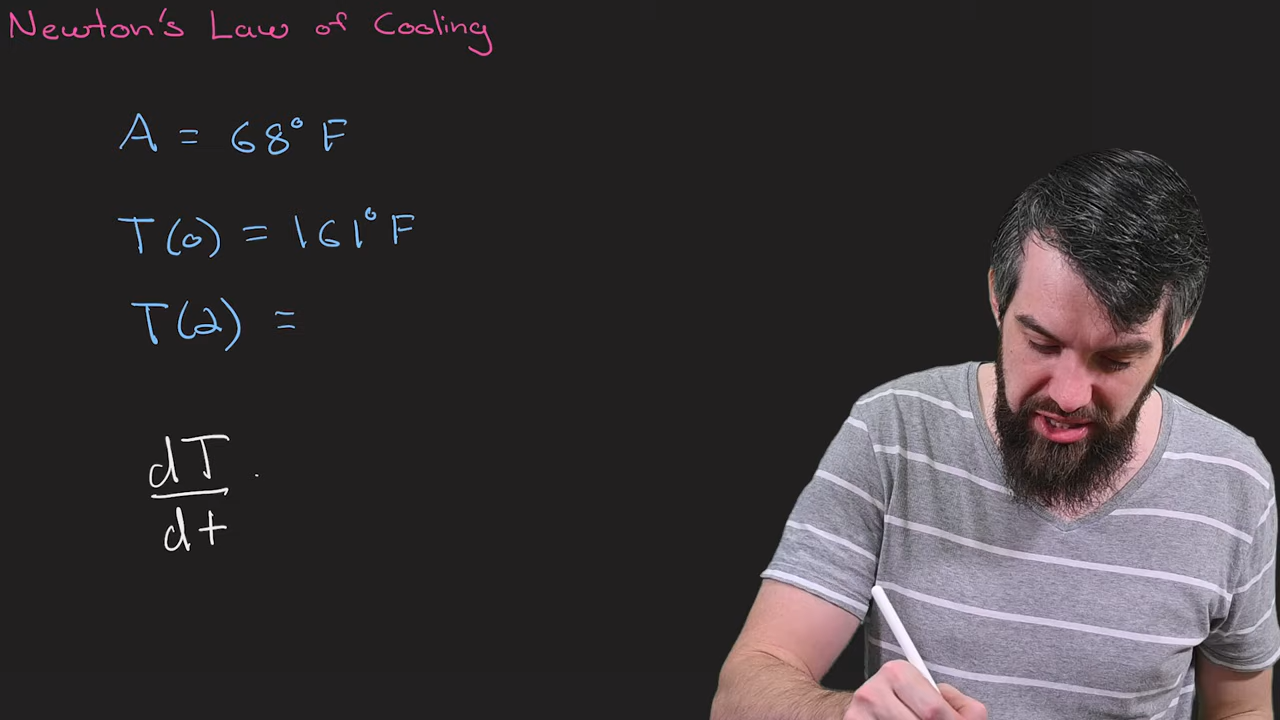 Newton's Law of Cooling
A = 68° F
T(0) = 161° F
T(2) =
dT
dt